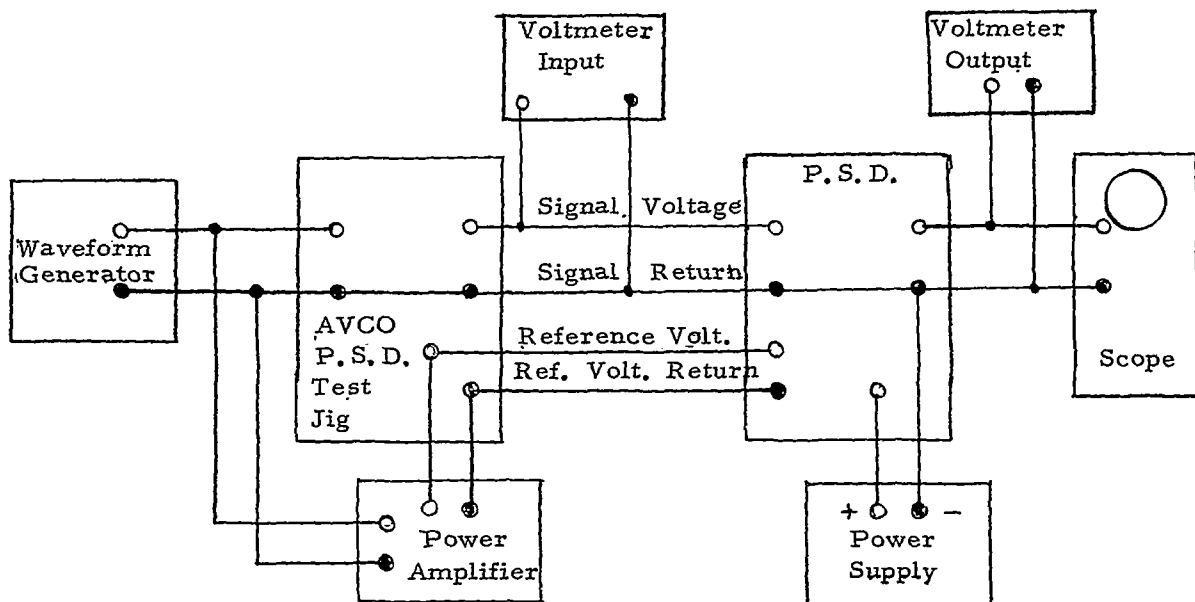 Voltmeter
Input
Voltmeter
Output
P. S. D.
Waveform
Generator
Signal Voltage
Signal Return
AVCO
P. S. D.
Test
Jig
Reference Volt.
Ref. Volt. Return
Scope
Power
Amplifier
+ -
Power
Supply